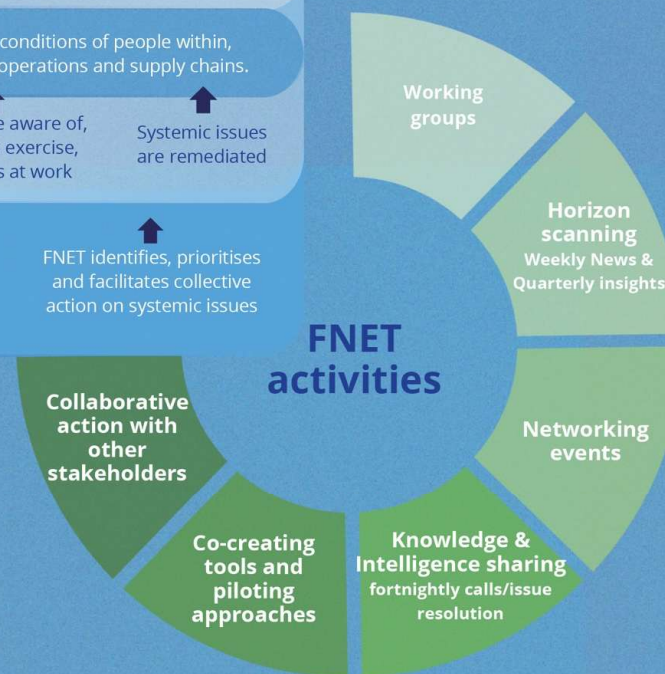 conditions of people within,
operations and supply chains.
e aware of,
exercise,
s at work
Systemic issues
are remediated
FNET identifies, prioritises
and facilitates collective
action on systemic issues
FNET
activities
Working
groups
Horizon
scanning
Weekly News &
Quarterly insights
Networking
events
Knowledge &
Intelligence sharing
fortnightly calls/issue
resolution
Co-creating
tools and
piloting
approaches
Collaborative
action with
other
stakeholders